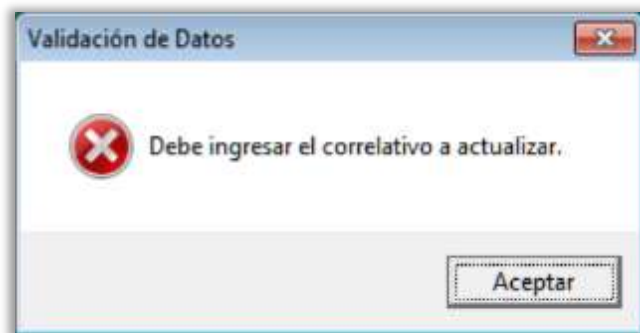 Validación de Datos
Debe ingresar el correlativo a actualizar.
Aceptar